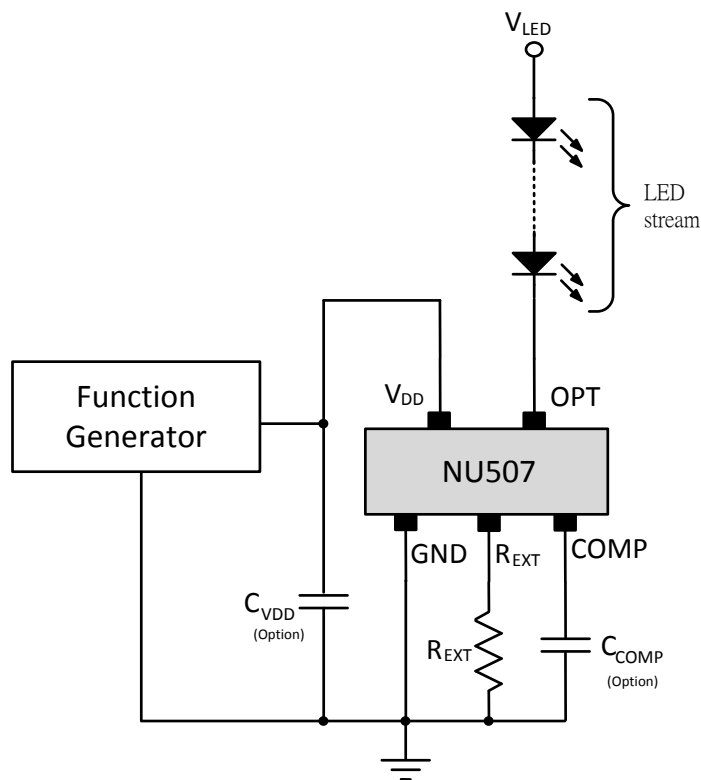 VLED
LED
stream
Function
Generator
VDD
OPT
NU507
GND
REXT
COMP
CVDD
(Option)
REXT
CCOMP
(Option)